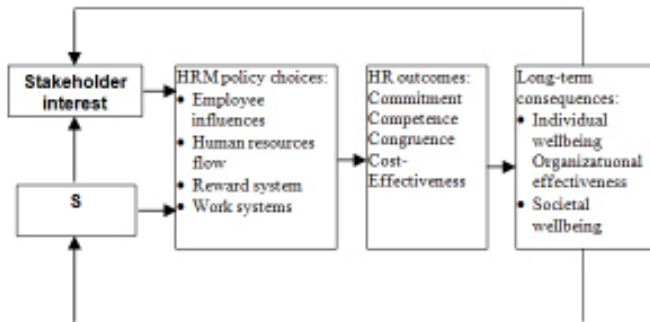 Stakeholder
interest
S
HRM policy choices:
• Employee
influences
• Human resources
flow
• Reward system
• Work systems
HR outcomes:
Commitment
Competence
Congruence
Cost-
Effectiveness
Long-term
consequences:
• Individual
wellbeing
Organizatuonal
effectiveness
• Societal
wellbeing